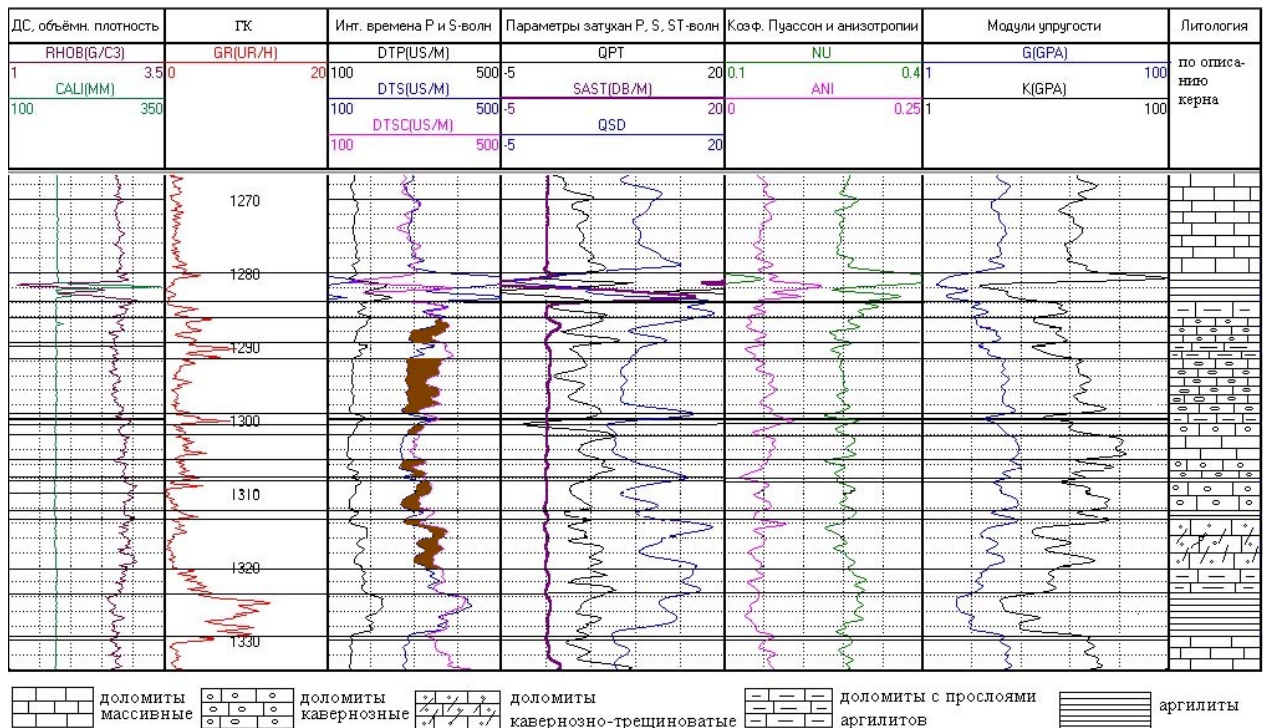 ДС, объёмн. плотность
ГК
Инт. времена P и S-волн
Параметры затухан P, S, ST-волн
Коэф. Пуассон и анизотропии
Модули упругости
Литология
RHOB(G/C3)
1 3.5
CALI(MM)
100 350
GR(UR/H)
0 20
DTP(US/M)
100 500
DTS(US/M)
100 500
DTSC(US/M)
100 500
QPT
-5 20
SAST(DB/M)
-5 20
QSD
-5 20
NU
0.1 0.4
ANI
0 0.25
G(GPA)
1 100
K(GPA)
1 100
по описа-
нию
керна
1270
1280
1290
1300
1310
1320
1330
доломиты
массивные
доломиты
кавернозные
доломиты
кавернозно-трещиноватые
доломиты с прослоями
аргилитов
аргилиты